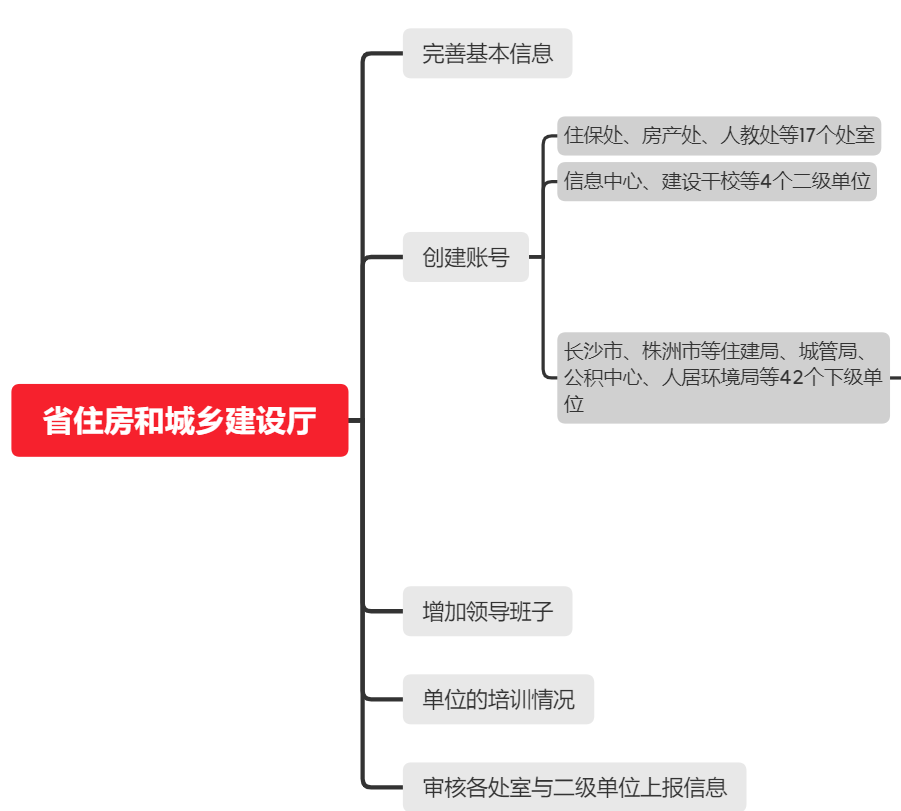 完善基本信息
住保处、房产处、人教处等17个处室
信息中心、建设干校等4个二级单位
创建账号
长沙市、株洲市等住建局、城管局、
公积中心、人居环境局等42个下级单
位
省住房和城乡建设厅
增加领导班子
单位的培训情况
审核各处室与二级单位上报信息